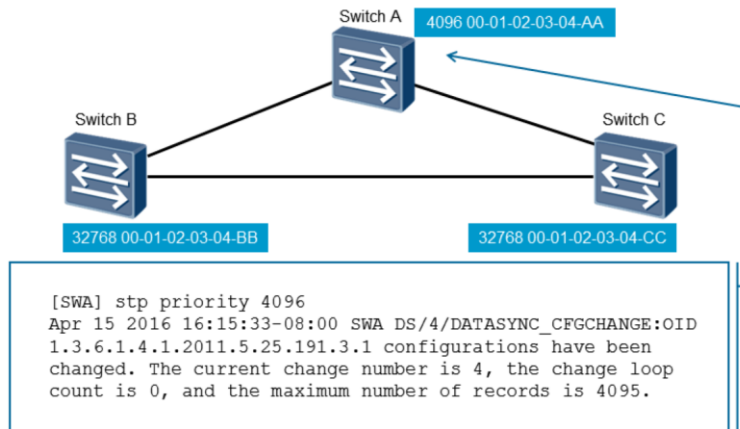 Switch A
4096 00-01-02-03-04-AA
Switch B
Switch C
32768 00-01-02-03-04-BB
32768 00-01-02-03-04-CC
[SWA] stp priority 4096
Apr 15 2016 16:15:33-08:00 SWA DS/4/DATASYNC_CFGCHANGE:OID
1.3.6.1.4.1.2011.5.25.191.3.1 configurations have been
changed. The current change number is 4, the change loop
count is 0, and the maximum number of records is 4095.